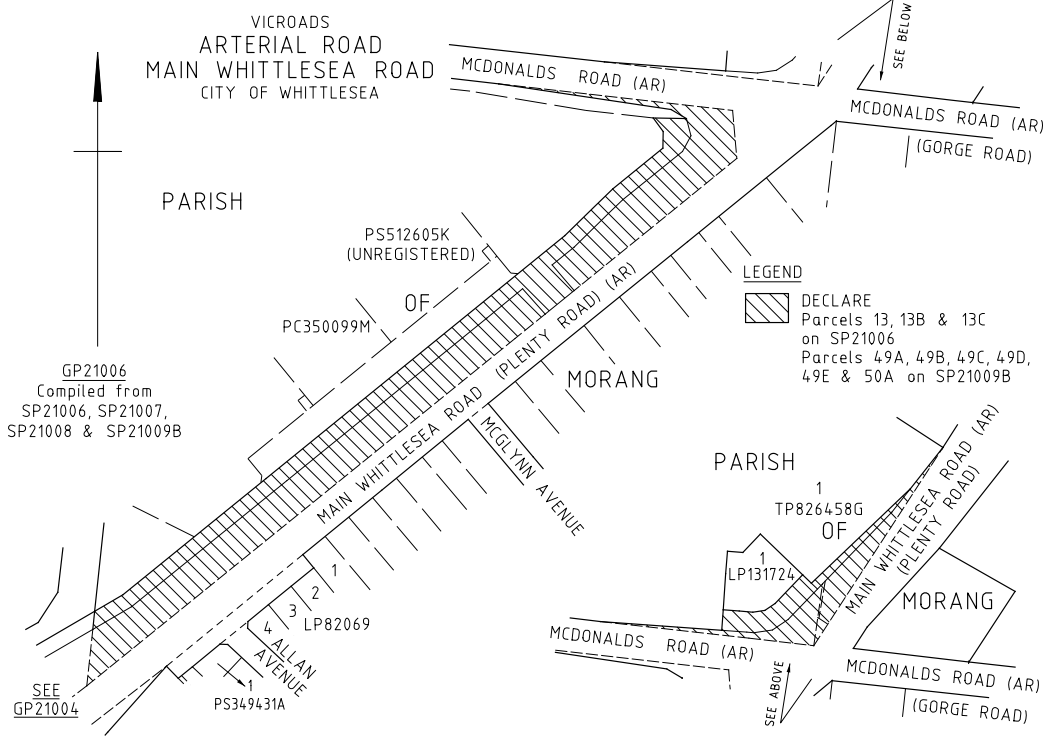 VICROADS
ARTERIAL ROAD
MAIN WHITTLESEA ROAD
CITY OF WHITTLESEA
MCDONALDS ROAD (AR)
SEE BELOW
MCDONALDS ROAD (AR)
(GORGE ROAD)
PARISH
PS512605K
(UNREGISTERED)
OF
PC350099M
LEGEND
DECLARE
Parcels 13, 13B & 13C
on SP21006
Parcels 49A, 49B, 49C, 49D,
49E & 50A on SP21009B
GP21006
Compiled from
SP21006, SP21007,
SP21008 & SP21009B
MAIN WHITTLESEA ROAD (PLENTY ROAD) (AR)
MORANG
MCGLYNN AVENUE
1
2
3
4
LP82069
ALLAN
AVENUE
1
PS349431A
SEE
GP21004
PARISH
1
TP826458G
OF
1
LP131724
MAIN WHITTLESEA ROAD (AR)
(PLENTY ROAD)
MORANG
MCDONALDS ROAD (AR)
SEE ABOVE
MCDONALDS ROAD (AR)
(GORGE ROAD)